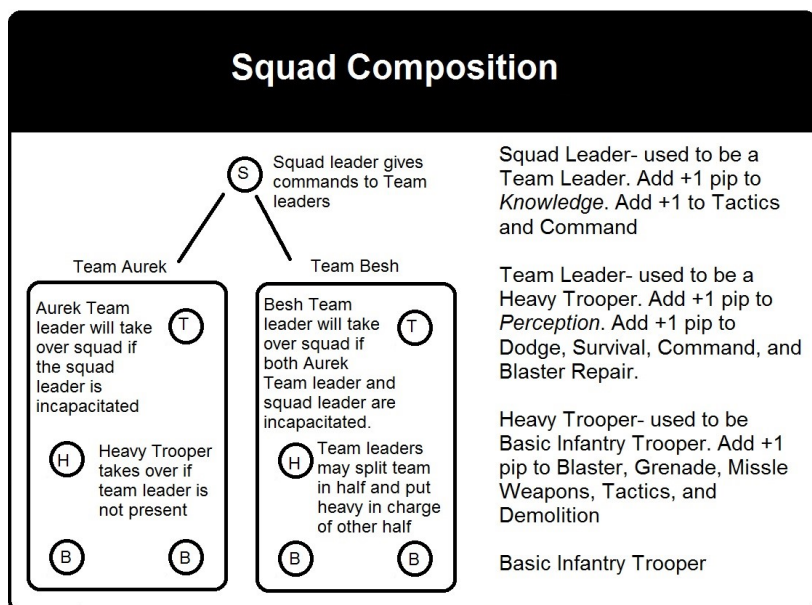 Squad Composition
S
Squad leader gives
commands to Team
leaders
Team Aurek
Aurek Team
leader will take
over squad if
the squad
leader is
incapacitated
T
H
Heavy Trooper
takes over if
team leader is
not present
B
B
Team Besh
Besh Team
leader will take
over squad if
both Aurek
Team leader and
squad leader are
incapacitated.
T
H
Team leaders
may split team
in half and put
heavy in charge
of other half
B
B
Squad Leader- used to be a
Team Leader. Add +1 pip to
Knowledge. Add +1 to Tactics
and Command
Team Leader- used to be a
Heavy Trooper. Add +1 pip to
Perception. Add +1 pip to
Dodge, Survival, Command, and
Blaster Repair.
Heavy Trooper- used to be
Basic Infantry Trooper. Add +1
pip to Blaster, Grenade, Missle
Weapons, Tactics, and
Demolition
Basic Infantry Trooper